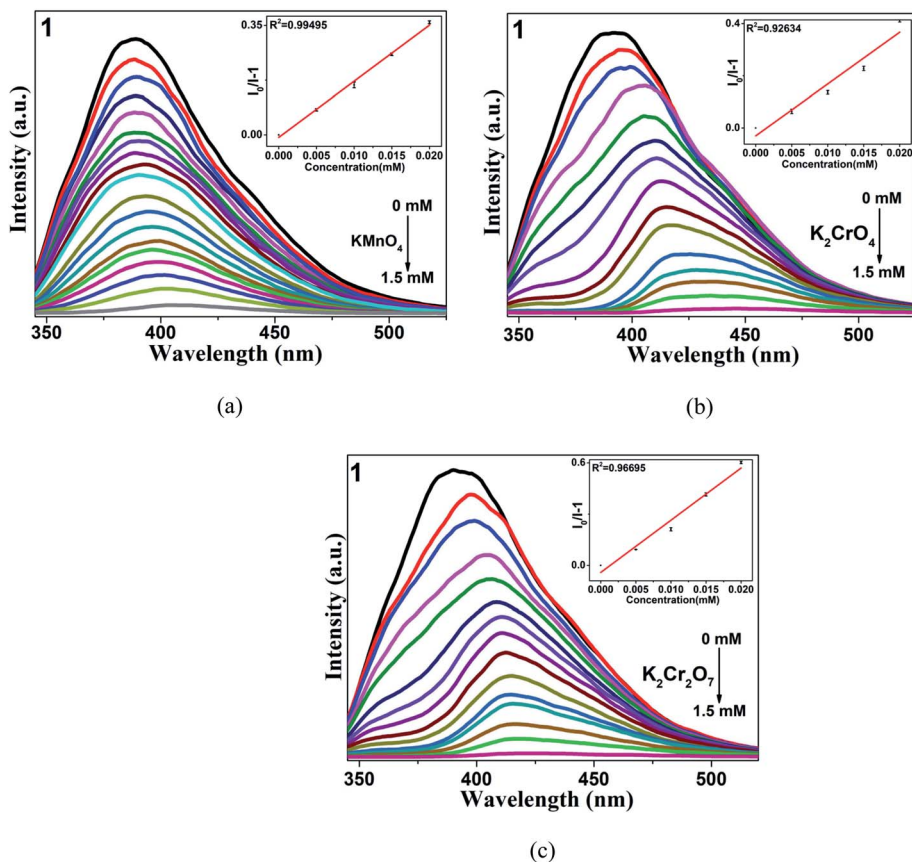 1
R²=0.99495
0.35
0.00
I₀/I-1
0.000 0.005 0.010 0.015 0.020
Concentration(mM)
0 mM
KMnO₄
1.5 mM
Intensity (a.u.)
350 400 450 500
Wavelength (nm)
(a)
1
R²=0.92634
0.4
0.0
I₀/I-1
0.000 0.005 0.010 0.015 0.020
Concentration(mM)
0 mM
K₂CrO₄
1.5 mM
Intensity (a.u.)
350 400 450 500
Wavelength (nm)
(b)
1
R²=0.96695
0.6
0.0
I₀/I-1
0.000 0.005 0.010 0.015 0.020
Concentration(mM)
0 mM
K₂Cr₂O₇
1.5 mM
Intensity (a.u.)
350 400 450 500
Wavelength (nm)
(c)